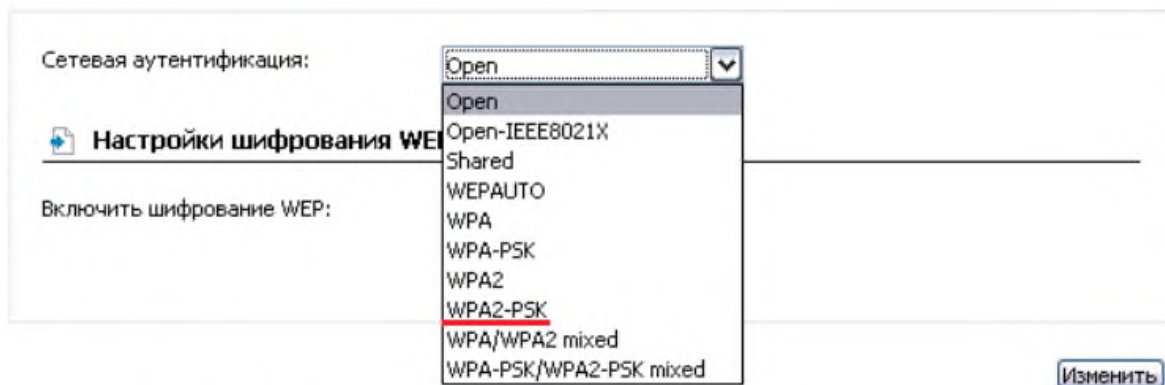 Сетевая аутентификация:
Open
Open
Open-IEEE8021X
Настройки шифрования WE
Shared
WEPAUTO
Включить шифрование WEP:
WPA
WPA-PSK
WPA2
WPA2-PSK
WPA/WPA2 mixed
WPA-PSK/WPA2-PSK mixed
Изменить